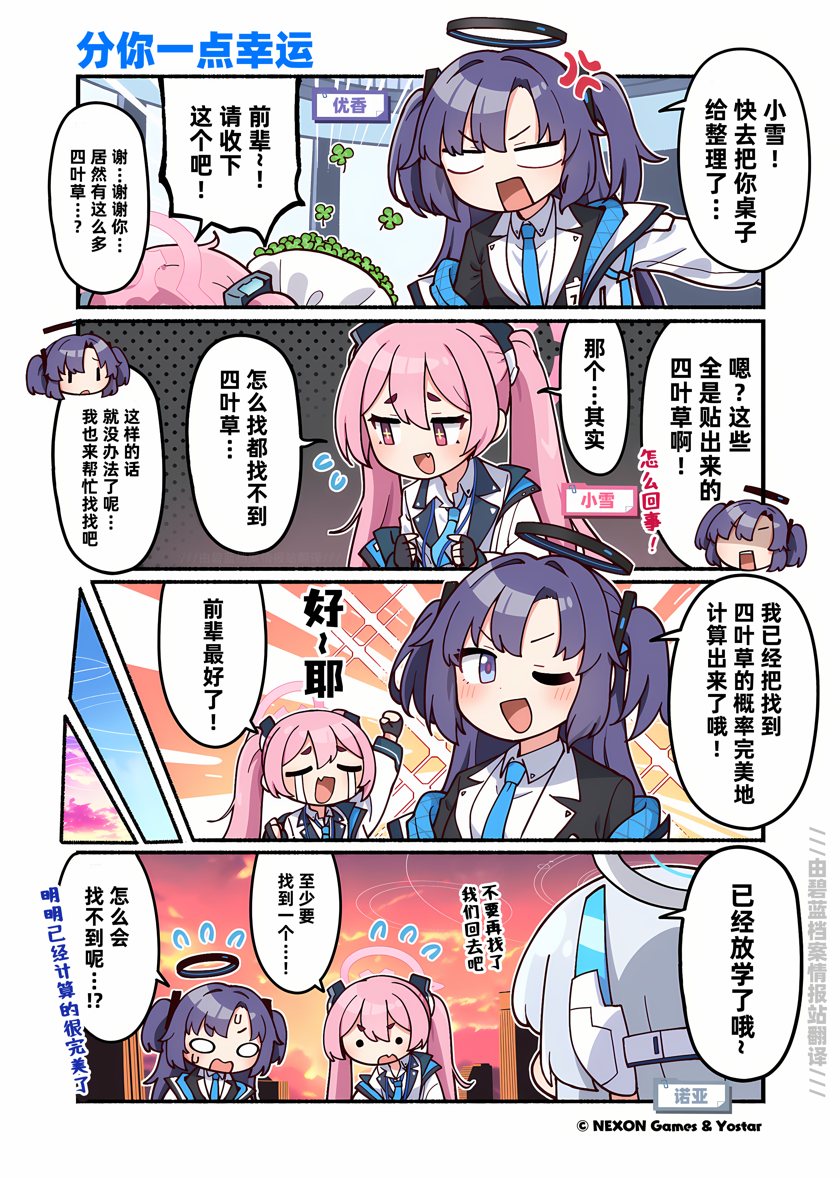 分你一点幸运
小雪！
快去把你桌子
给整理了…
优香
前辈~！
请收下
这个吧！
谢…谢谢你…
居然有这么多
四叶草…？
嗯？这些
全是贴出来的
四叶草啊！
怎么回事！
那个…其实
小雪
怎么找都找不到
四叶草…
这样的话
就没办法了呢…
我也来帮忙找找吧
我已经把找到
四叶草的概率完美地
计算出来了哦！
好~耶
前辈最好了！
已经放学了哦~
诺亚
不要再找了
我们回去吧
至少要
找到一个…！
怎么会
找不到呢…!?
明明已经计算的很完美了
///由碧蓝档案情报站翻译///
© NEXON Games & Yostar